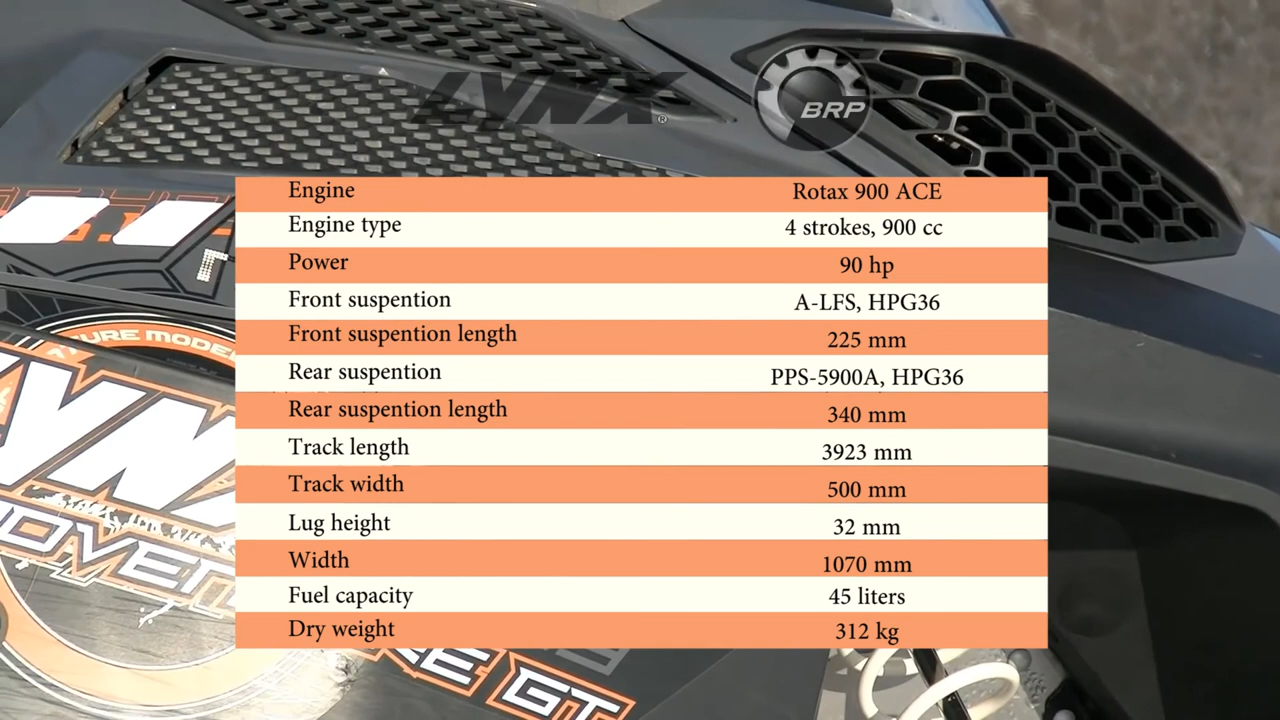 LYNX®
BRP
Engine Rotax 900 ACE
Engine type 4 strokes, 900 cc
Power 90 hp
Front suspention A-LFS, HPG36
Front suspention length 225 mm
Rear suspention PPS-5900A, HPG36
Rear suspention length 340 mm
Track length 3923 mm
Track width 500 mm
Lug height 32 mm
Width 1070 mm
Fuel capacity 45 liters
Dry weight 312 kg
GT